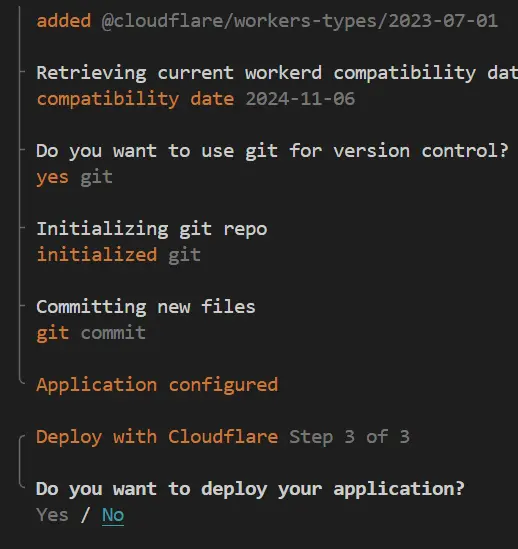 added @cloudflare/workers-types/2023-07-01
Retrieving current workerd compatibility dat
compatibility date 2024-11-06
Do you want to use git for version control?
yes git
Initializing git repo
initialized git
Committing new files
git commit
Application configured
Deploy with Cloudflare Step 3 of 3
Do you want to deploy your application?
Yes / No